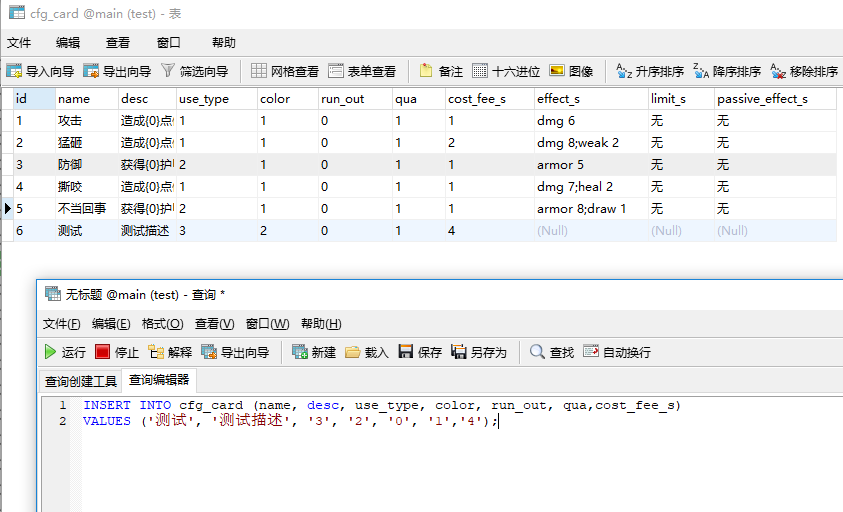 cfg_card @main (test) - 表
文件 编辑 查看 窗口 帮助
导入向导 导出向导 筛选向导 网格查看 表单查看 备注 十六进位 图像 升序排序 降序排序 移除排序
id name desc use_type color run_out qua cost_fee_s effect_s limit_s passive_effect_s
1 攻击 造成{0}点 1 1 0 1 1 dmg 6 无 无
2 猛砸 造成{0}点 1 1 0 1 2 dmg 8;weak 2 无 无
3 防御 获得{0}护 2 1 0 1 1 armor 5 无 无
4 撕咬 造成{0}点 1 1 0 1 1 dmg 7;heal 2 无 无
5 不当回事 获得{0}护 2 1 0 1 1 armor 8;draw 1 无 无
6 测试 测试描述 3 2 0 1 4 (Null) (Null) (Null)
无标题 @main (test) - 查询 *
文件(F) 编辑(E) 格式(O) 查看(V) 窗口(W) 帮助(H)
运行 停止 解释 导出向导 新建 载入 保存 另存为 查找 自动换行
查询创建工具 查询编辑器
1 INSERT INTO cfg_card (name, desc, use_type, color, run_out, qua,cost_fee_s)
2 VALUES ('测试', '测试描述', '3', '2', '0', '1','4');